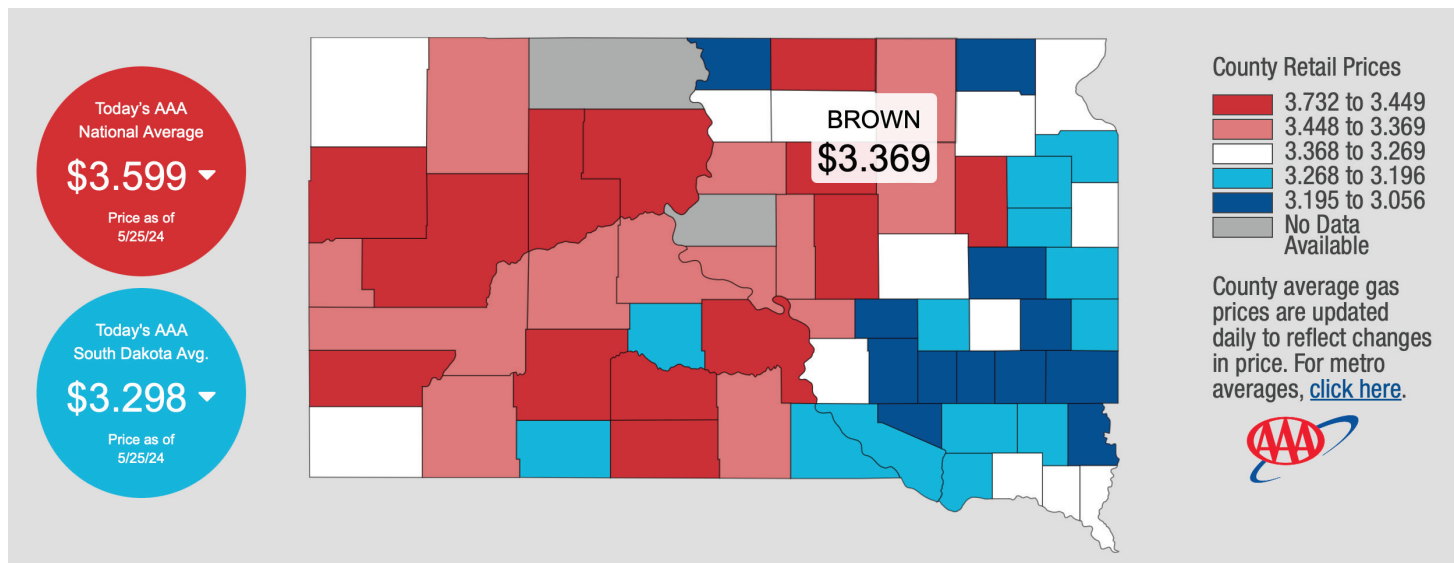 Today's AAA
National Average
$3.599
Price as of
5/25/24
Today's AAA
South Dakota Avg.
$3.298
Price as of
5/25/24
BROWN
$3.369
County Retail Prices
3.732 to 3.449
3.448 to 3.369
3.368 to 3.269
3.268 to 3.196
3.195 to 3.056
No Data
Available
County average gas
prices are updated
daily to reflect changes
in price. For metro
averages, click here.
AAA